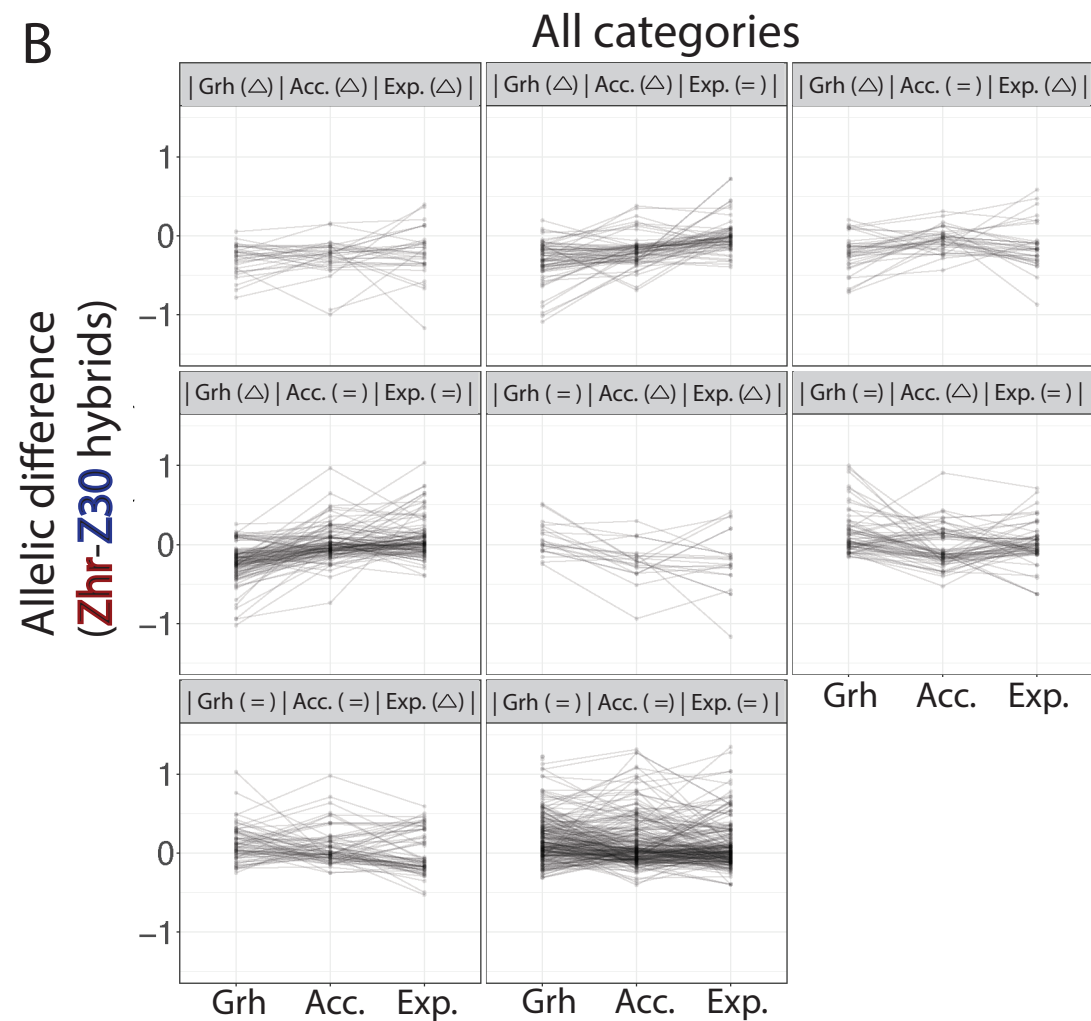 B
All categories
Allelic difference
(Zhr-Z30 hybrids)
| Grh (△) | Acc. (△) | Exp. (△) |
| Grh (△) | Acc. (△) | Exp. (= ) |
| Grh (△) | Acc. ( = ) | Exp. (△) |
1
0
−1
| Grh (△) | Acc. ( = ) | Exp. (=) |
| Grh ( = ) | Acc. (△) | Exp. (△) |
| Grh ( =) | Acc. (△) | Exp. ( = ) |
1
0
−1
Grh Acc. Exp.
| Grh ( = ) | Acc. ( =) | Exp. (△) |
| Grh ( = ) | Acc. ( =) | Exp. ( = ) |
1
0
−1
Grh Acc. Exp.
Grh Acc. Exp.